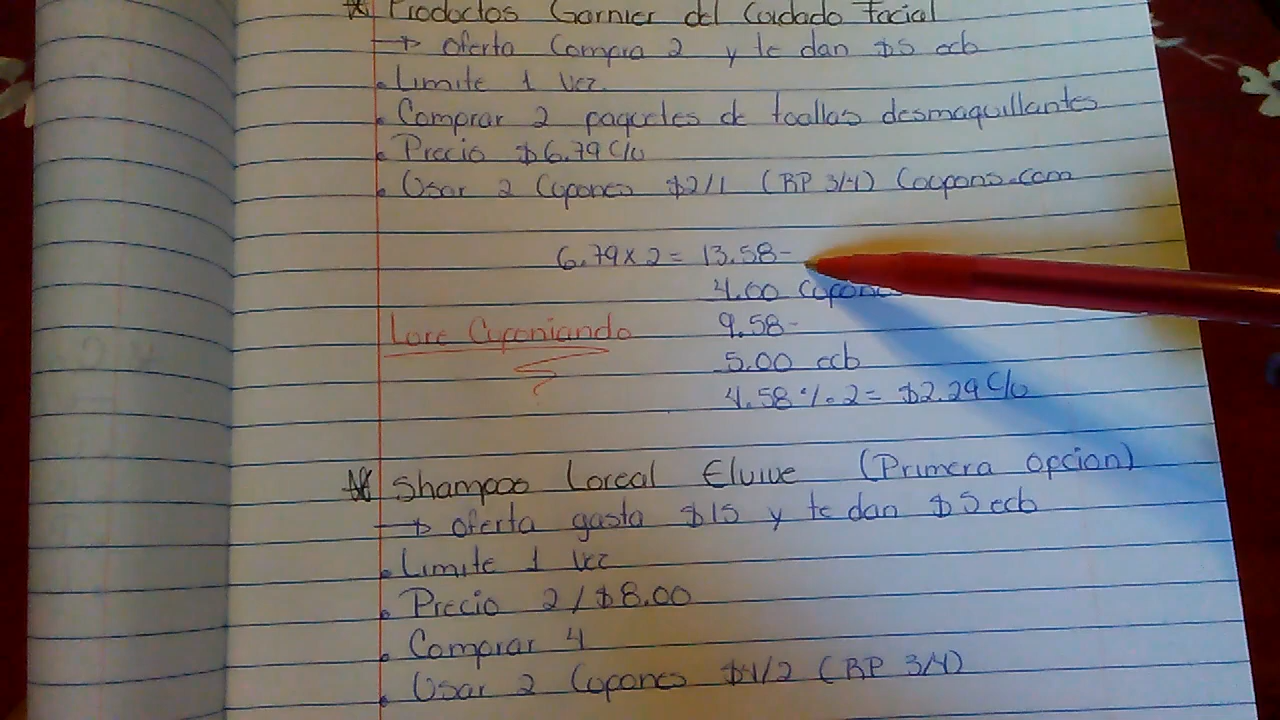 Productos Garnier del Cuidado Facial
→ oferta Compra 2 y te dan $5 ecb
• Limite 1 vez.
• Comprar 2 paquetes de toallas desmaquillantes
• Precio $6.79 C/u
• Usar 2 Cupones $2/1 (RP 3/4) Coupons.com
6.79 x 2 = 13.58-
4.00 Cupone
Lore Cuponiando 9.58-
5.00 ecb
4.58 % 2 = $2.29 C/u
Shampoo Loreal Elvive (Primera opcion)
→ oferta gasta $15 y te dan $5 ecb
• Limite 1 vez
• Precio 2/$8.00
• Comprar 4
• Usar 2 Cupones $4/2 (RP 3/4)